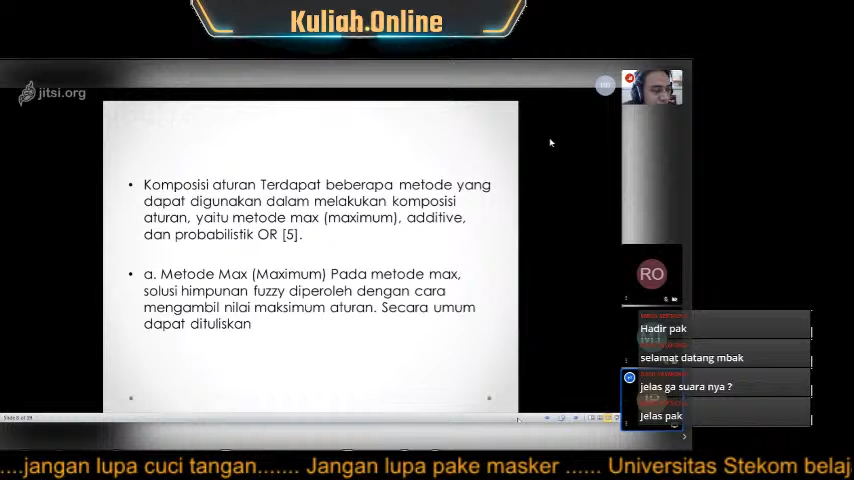 Kuliah.Online
jitsi.org
• Komposisi aturan Terdapat beberapa metode yang
dapat digunakan dalam melakukan komposisi
aturan, yaitu metode max (maximum), additive,
dan probabilistik OR [5].
• a. Metode Max (Maximum) Pada metode max,
solusi himpunan fuzzy diperoleh dengan cara
mengambil nilai maksimum aturan. Secara umum
dapat dituliskan
RO
Hadir pak
selamat datang mbak
jelas ga suara nya ?
Jelas pak
....jangan lupa cuci tangan....... Jangan lupa pake masker ...... Universitas Stekom belaj